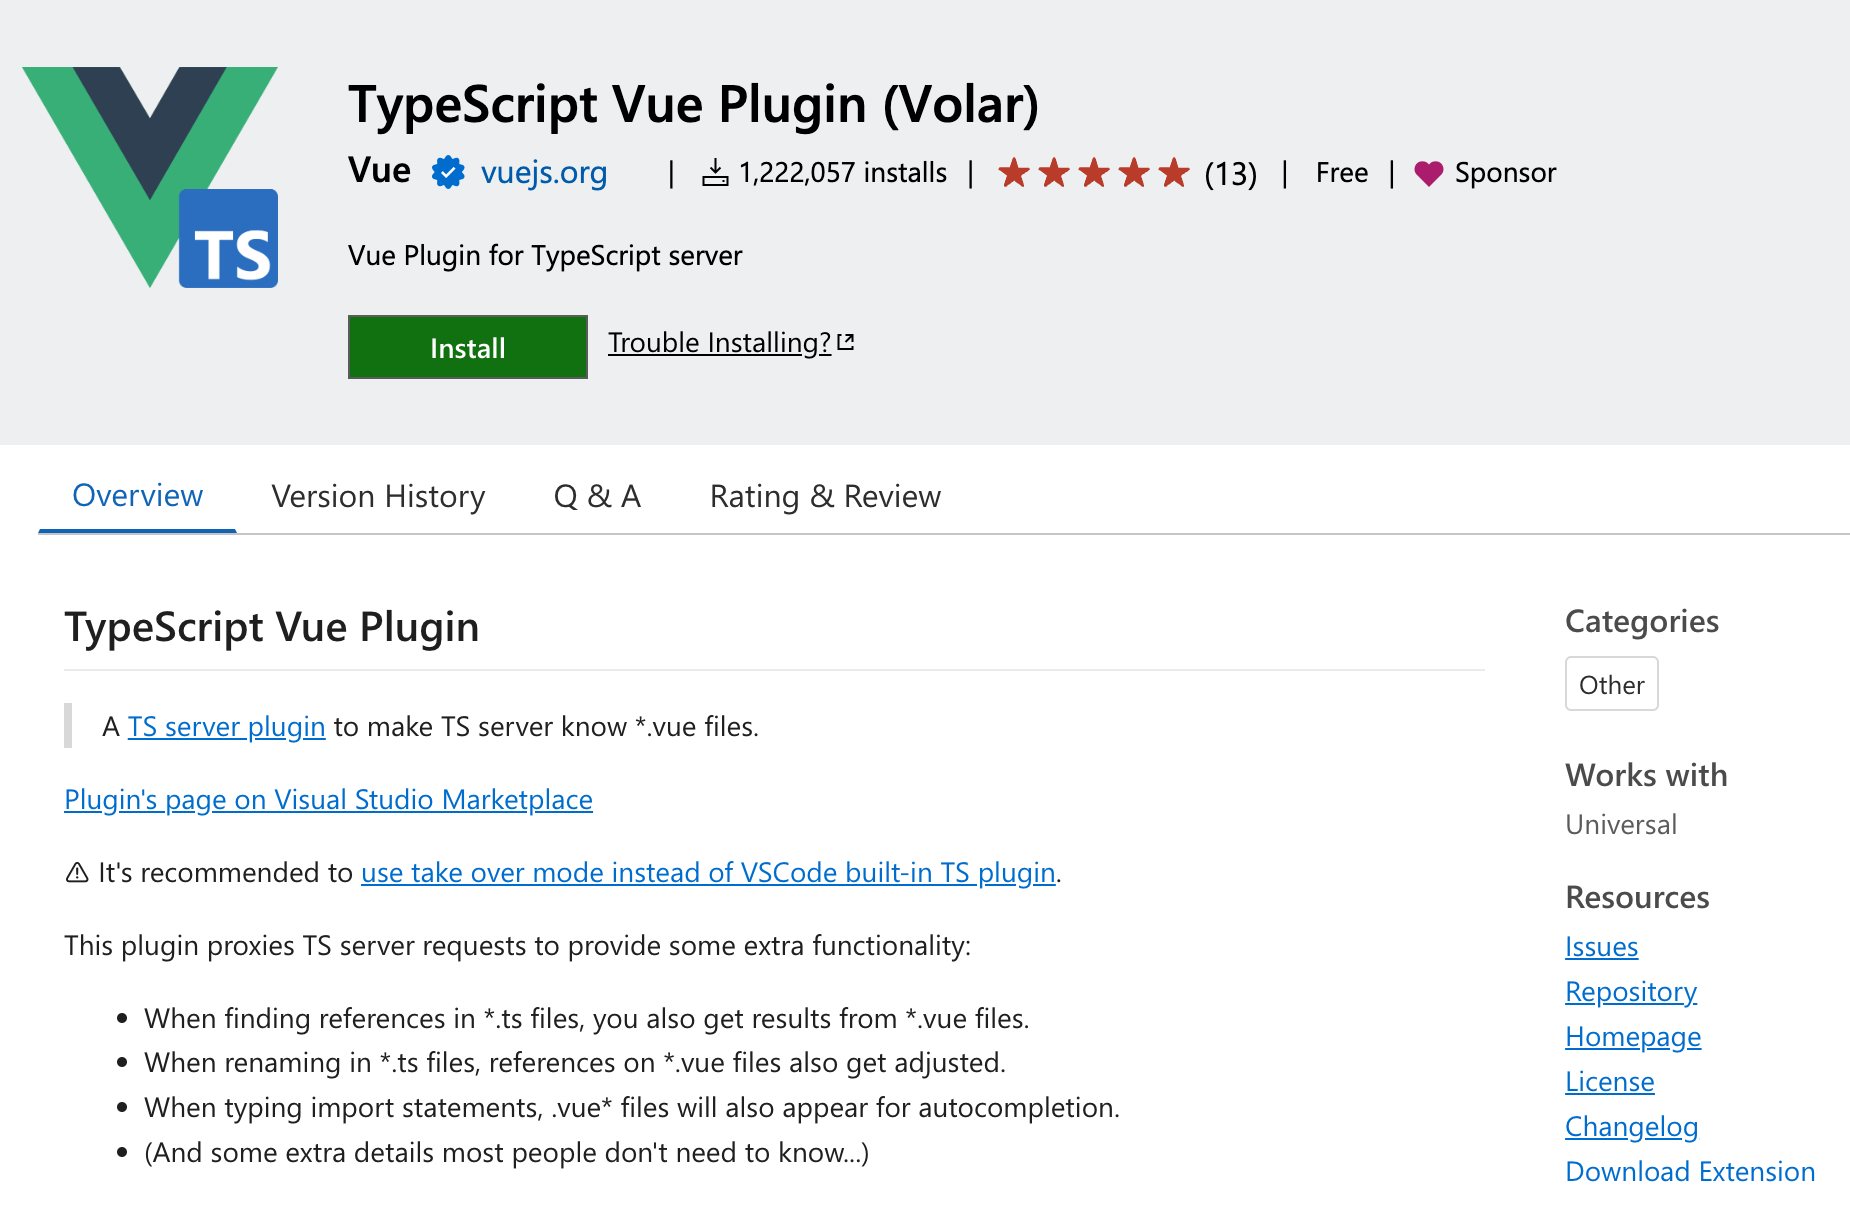 TypeScript Vue Plugin (Volar)
Vue vuejs.org | 1,222,057 installs | (13) | Free | Sponsor
Vue Plugin for TypeScript server
TS
Install Trouble Installing?
Overview Version History Q & A Rating & Review
TypeScript Vue Plugin
A TS server plugin to make TS server know *.vue files.
Plugin's page on Visual Studio Marketplace
⚠ It's recommended to use take over mode instead of VSCode built-in TS plugin.
This plugin proxies TS server requests to provide some extra functionality:
• When finding references in *.ts files, you also get results from *.vue files.
• When renaming in *.ts files, references on *.vue files also get adjusted.
• When typing import statements, .vue* files will also appear for autocompletion.
• (And some extra details most people don't need to know...)
Categories
Other
Works with
Universal
Resources
Issues
Repository
Homepage
License
Changelog
Download Extension